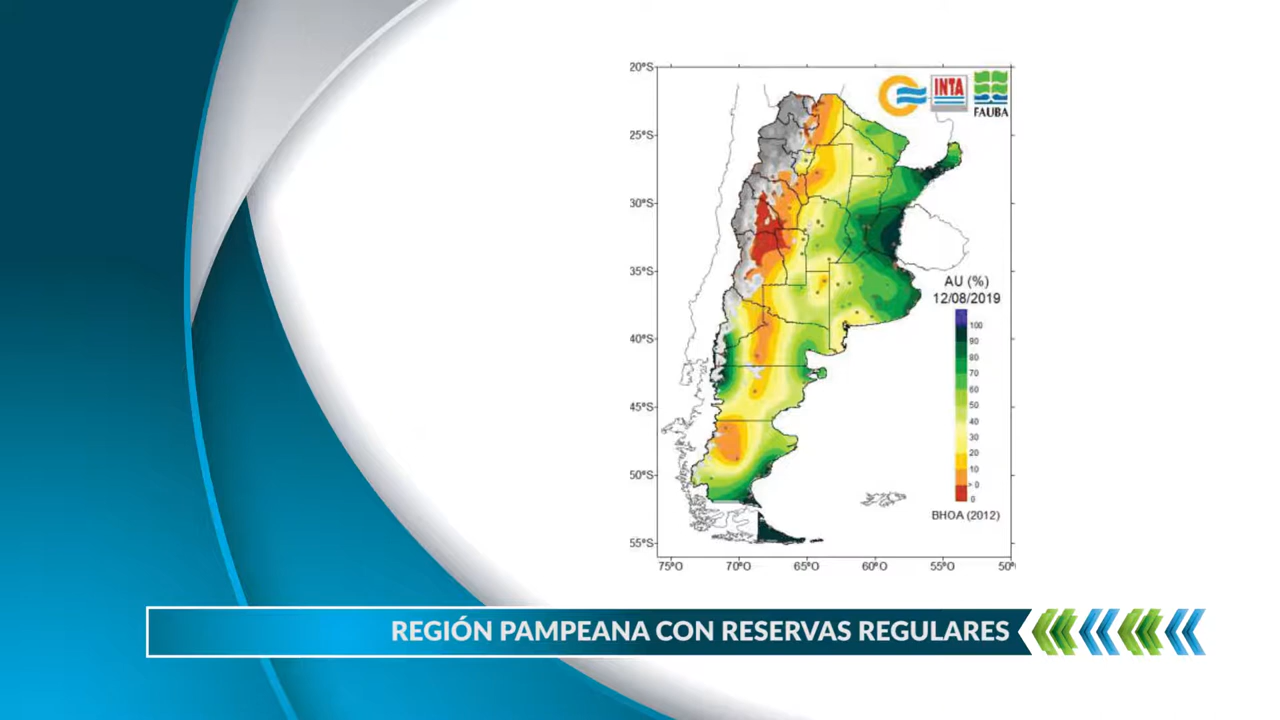 20°S
INTA
FAUBA
25°S
30°S
35°S
AU (%)
12/08/2019
40°S
100
90
80
70
60
50
40
30
20
10
> 0
0
45°S
50°S
BHOA (2012)
55°S
75°O
70°O
65°O
60°O
55°O
50°
REGIÓN PAMPEANA CON RESERVAS REGULARES